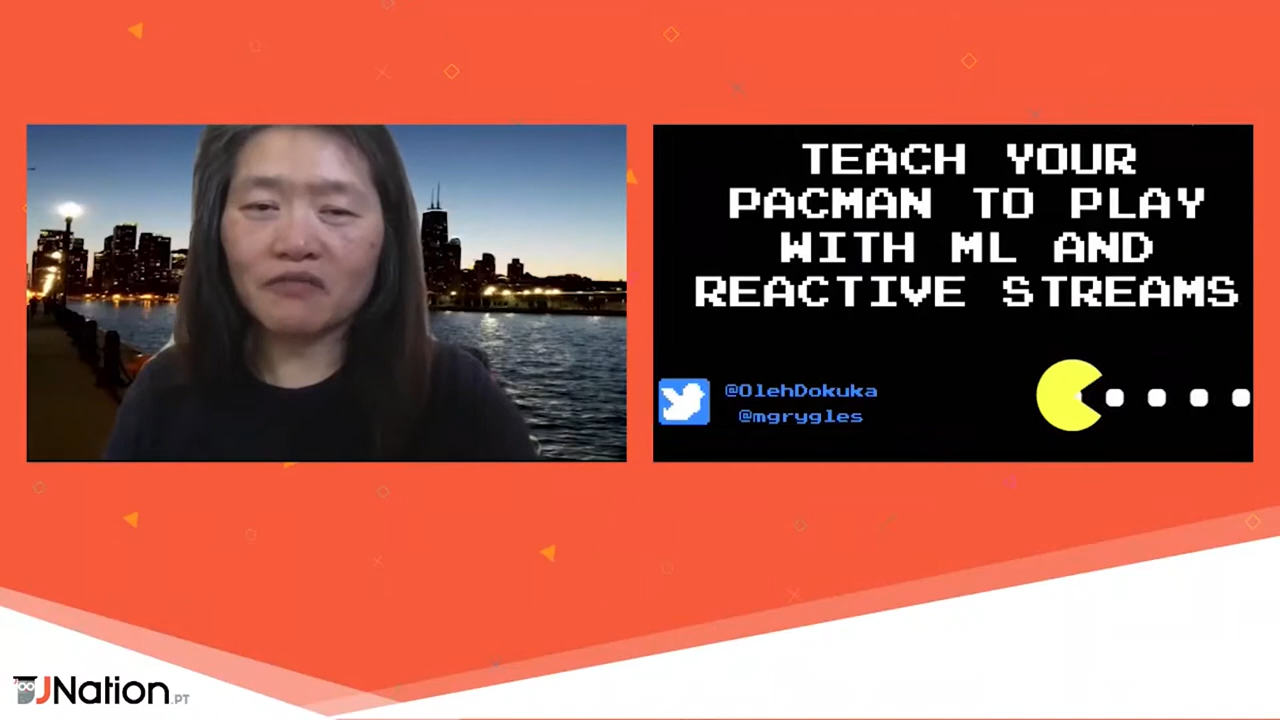 TEACH YOUR
PACMAN TO PLAY
WITH ML AND
REACTIVE STREAMS
@OlehDokuka
@mgrygles
JNation.PT